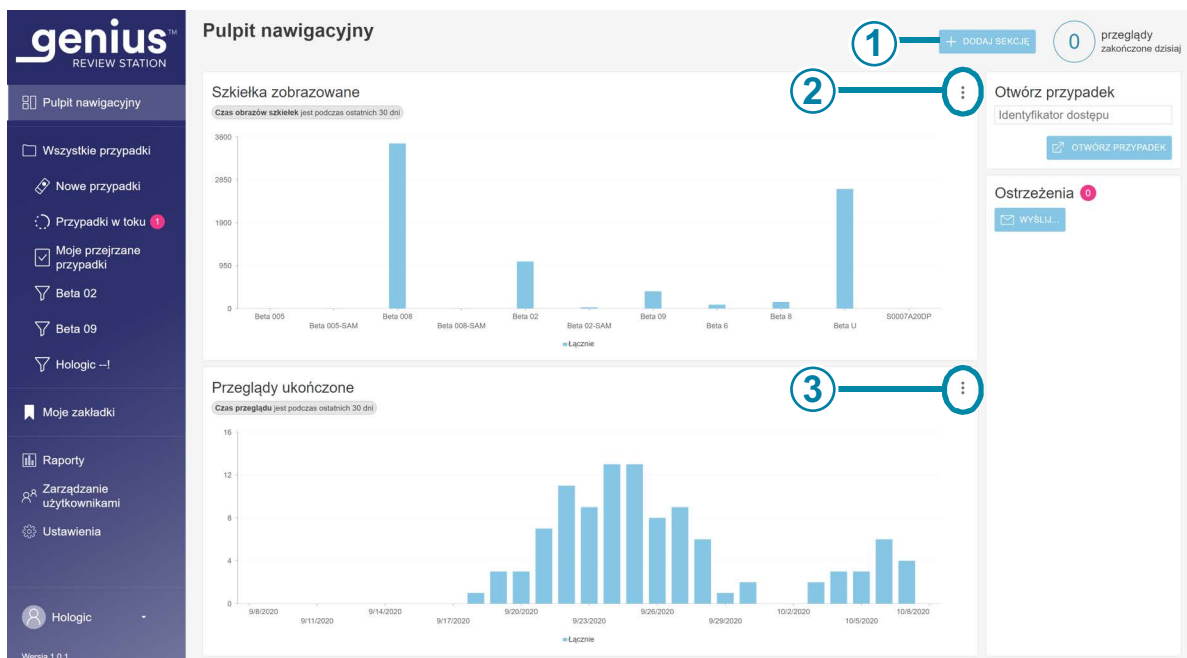 genius™
REVIEW STATION
Pulpit nawigacyjny
Wszystkie przypadki
Nowe przypadki
Przypadki w toku 1
Moje przejrzane
przypadki
Beta 02
Beta 09
Hologic --!
Moje zakładki
Raporty
Zarządzanie
użytkownikami
Ustawienia
Hologic
Wersja 1.0.1
Pulpit nawigacyjny
1
+ DODAJ SEKCJĘ
0
przeglądy
zakończone dzisiaj
Szkiełka zobrazowane
2
Czas obrazów szkiełek jest podczas ostatnich 30 dni
3800
2850
1900
950
0
Beta 005
Beta 005-SAM
Beta 008
Beta 008-SAM
Beta 02
Beta 02-SAM
Beta 09
Beta 6
Beta 8
Beta U
S0007A20DP
Łącznie
Przeglądy ukończone
3
Czas przeglądu jest podczas ostatnich 30 dni
16
12
8
4
0
9/8/2020
9/11/2020
9/14/2020
9/17/2020
9/20/2020
9/23/2020
9/26/2020
9/29/2020
10/2/2020
10/5/2020
10/8/2020
Łącznie
Otwórz przypadek
Identyfikator dostępu
OTWÓRZ PRZYPADEK
Ostrzeżenia 0
WYŚLIJ...